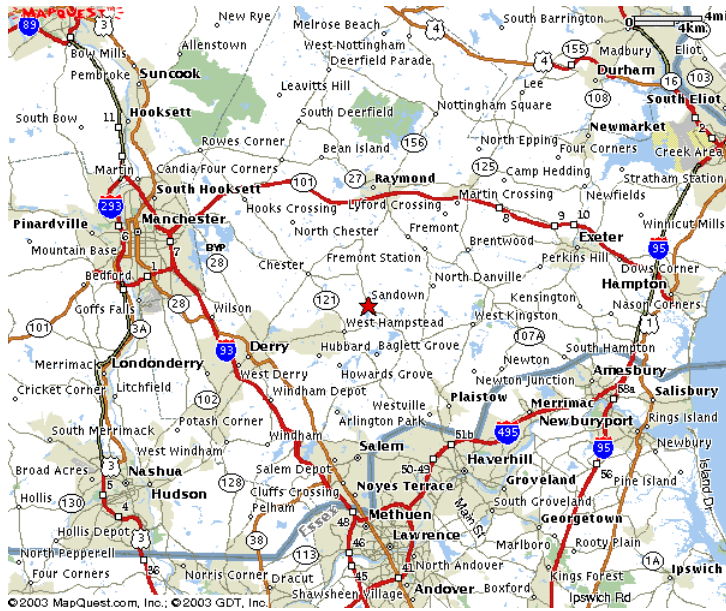 MAPQUEST
89
3
New Rye
Melrose Beach
4
South Barrington
0
4mi
4km
Bow Mills
Allenstown
West Nottingham
Deerfield Parade
4
155
Madbury
Eliot
Pembroke
Suncook
Leavitts Hill
Lee
Durham
16
103
South Eliot
108
Hooksett
South Deerfield
Nottingham Square
South Bow
11
Rowes Corner
156
North Epping
Newmarket
2
Bean Island
Four Corners
Creek Area
Martin
Candia Four Corners
27
Raymond
125
Camp Hedding
Stratham Station
South Hooksett
101
Martin Crossing
Newfields
293
Hooks Crossing
Lyford Crossing
8
9
10
Pinardville
Manchester
North Chester
Fremont
Exeter
Winnicut Mills
6
7
BYP
28
Brentwood
95
Mountain Base
Fremont Station
Perkins Hill
Dows Corner
Bedford
1
Chester
North Danville
Hampton
Goffs Falls
28
Wilson
121
Sandown
Kensington
Nason Corners
101
3A
West Hampstead
West Kingston
107A
1
93
Derry
Hubbard
Baglett Grove
South Hampton
Merrimack
Londonderry
West Derry
Howards Grove
Newton
Amesbury
Cricket Corner
Litchfield
102
Windham Depot
Newton Junction
58a
Salisbury
Westville
Plaistow
Merrimac
Potash Corner
Arlington Park
Newburyport
Rings Island
South Merrimack
Windham
51b
495
Newbury
West Windham
Salem
95
Broad Acres
3
Nashua
Salem Depot
50-49
Haverhill
56
Hollis
130
5
Hudson
128
Cluffs Crossing
Noyes Terrace
Groveland
Pine Island
4
Pelham
Essex
Main St
South Groveland
Island Dr
Hollis Depot
3
38
48
Methuen
Georgetown
46
Lawrence
Marlboro
Rooty Plain
North Pepperell
113
1A
Four Corners
36
Norris Corner
45
41
Kings Forest
Ipswich
Dracut
Shawsheen Village
Andover
Boxford
Ipswich Rd
©2003 MapQuest.com, Inc.; ©2003 GDT, Inc.